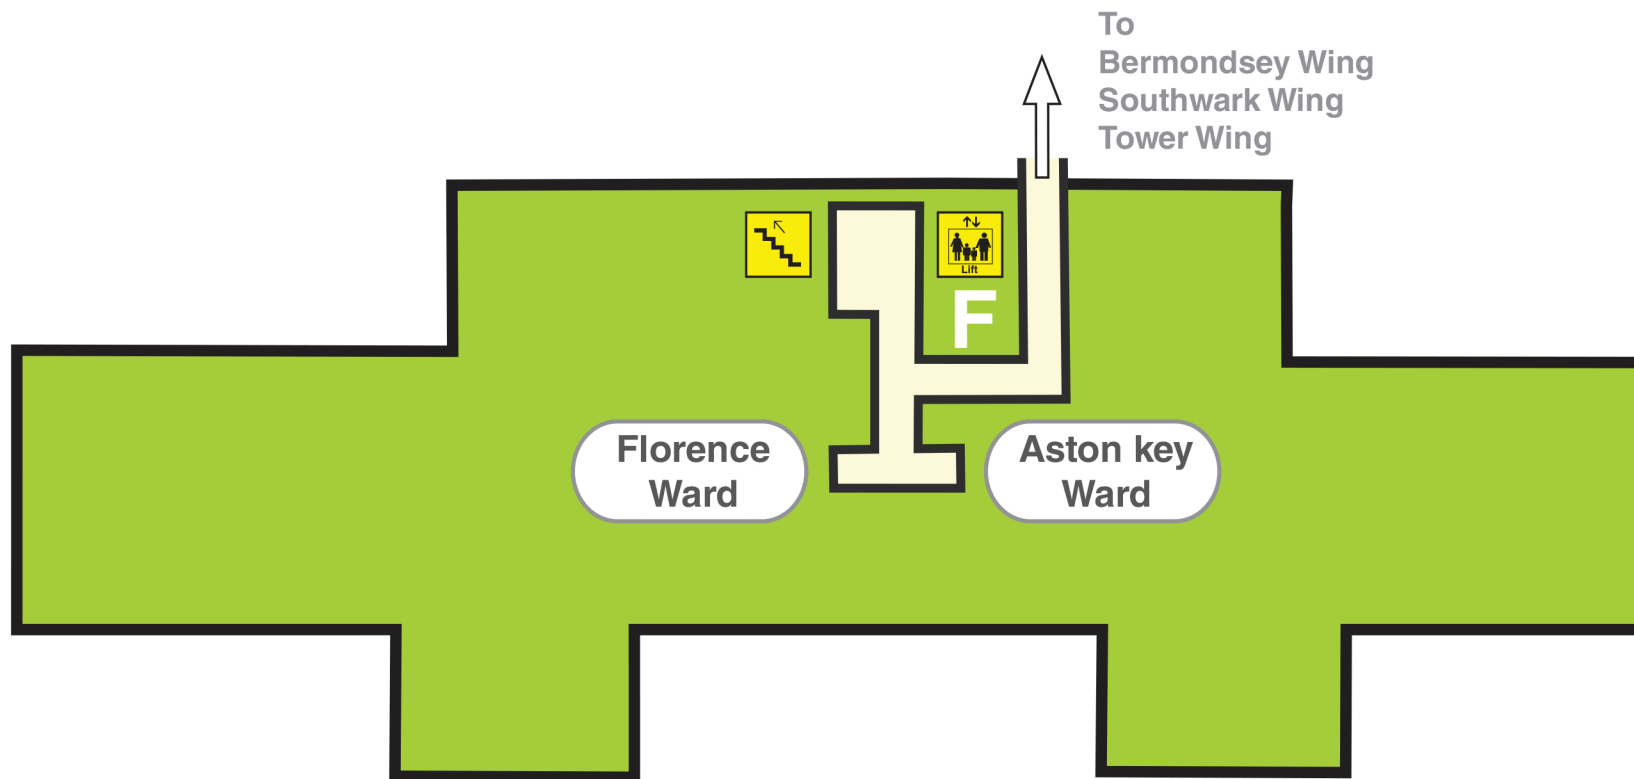 To
Bermondsey Wing
Southwark Wing
Tower Wing
Lift
F
Florence
Ward
Aston key
Ward